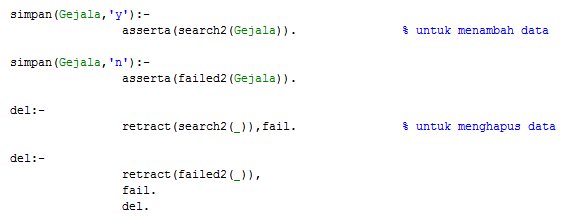 simpan(Gejala,'y'):-
asserta(search2(Gejala)). % untuk menambah data
simpan(Gejala,'n'):-
asserta(failed2(Gejala)).
del:-
retract(search2(_)),fail. % untuk menghapus data
del:-
retract(failed2(_)),
fail.
del.